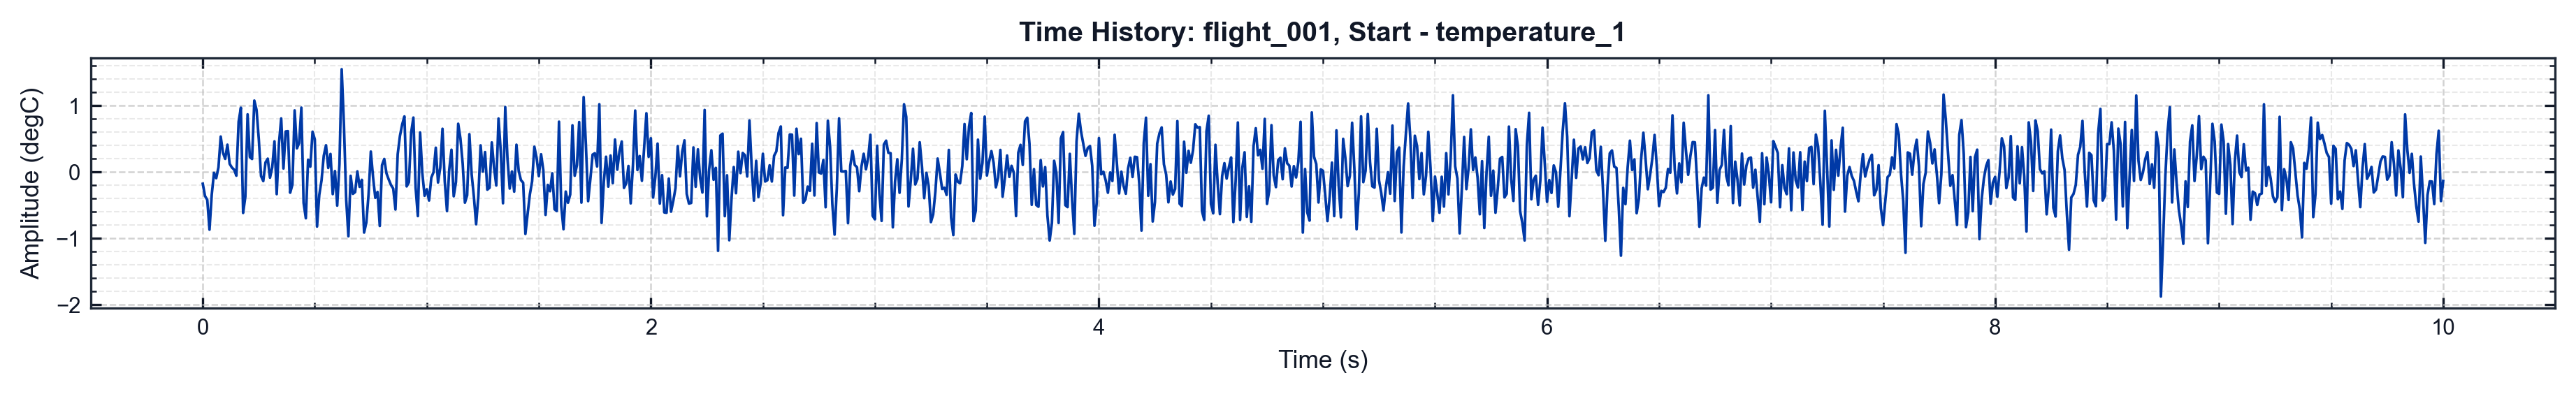 Time History: flight_001, Start - temperature_1
Amplitude (degC)
1
0
−1
−2
0 2 4 6 8 10
Time (s)